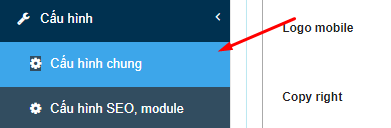 Cấu hình
Cấu hình chung
Cấu hình SEO, module
Logo mobile
Copy right